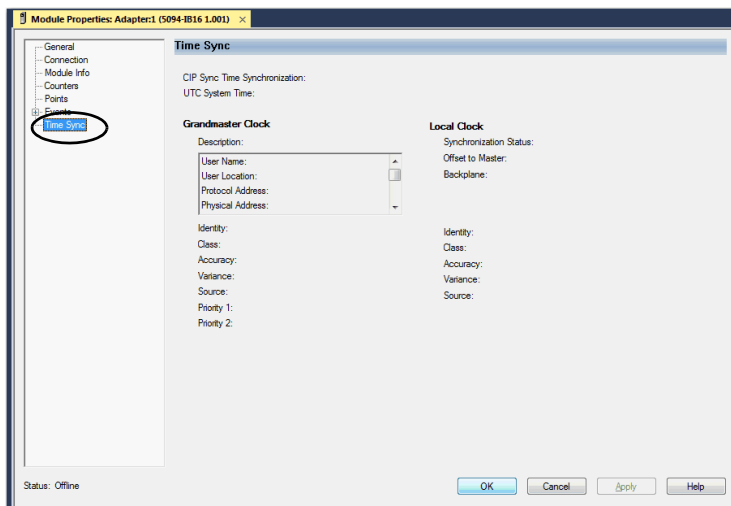 Module Properties: Adapter:1 (5094-IB16 1.001) ×
General
Connection
Module Info
Counters
Points
Events
Time Sync
Time Sync
CIP Sync Time Synchronization:
UTC System Time:
Grandmaster Clock
Description:
User Name:
User Location:
Protocol Address:
Physical Address:
Identity:
Class:
Accuracy:
Variance:
Source:
Priority 1:
Priority 2:
Local Clock
Synchronization Status:
Offset to Master:
Backplane:
Identity:
Class:
Accuracy:
Variance:
Source:
Status: Offline
OK
Cancel
Apply
Help